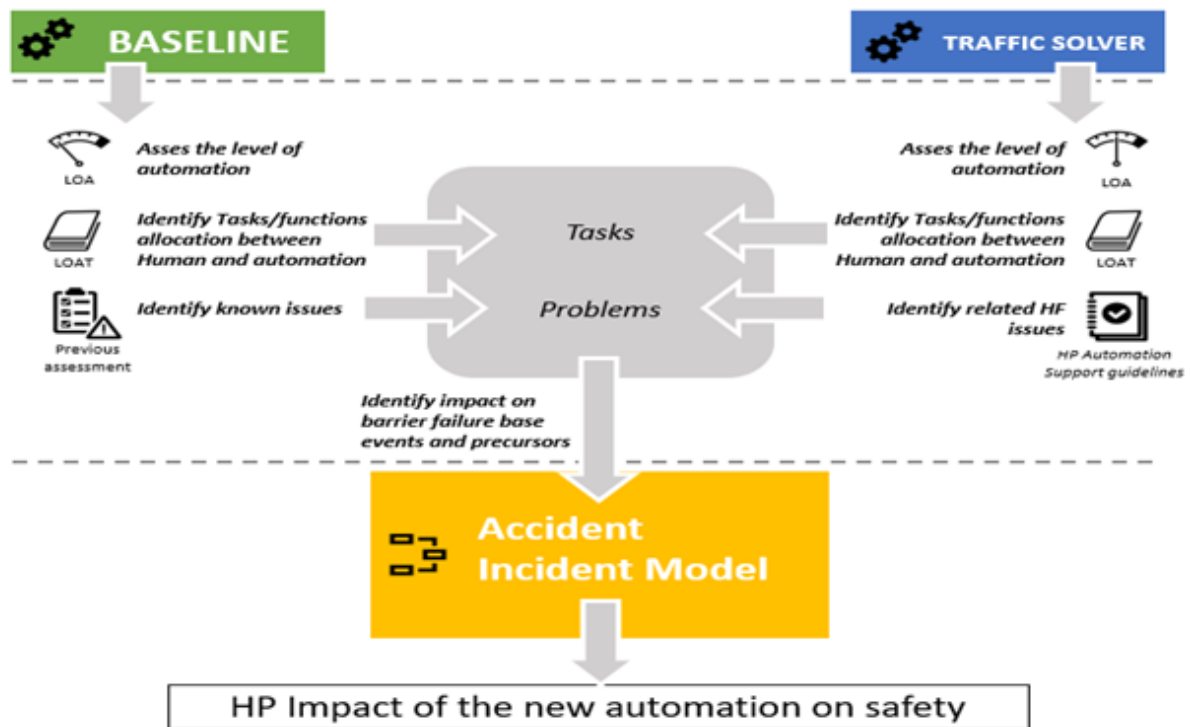 BASELINE
TRAFFIC SOLVER
Asses the level of
automation
LOA
Identify Tasks/functions
allocation between
Human and automation
LOAT
Identify known issues
Previous
assessment
Tasks
Problems
Asses the level of
automation
LOA
Identify Tasks/functions
allocation between
Human and automation
LOAT
Identify related HF
issues
HP Automation
Support guidelines
Identify impact on
barrier failure base
events and precursors
Accident
Incident Model
HP Impact of the new automation on safety